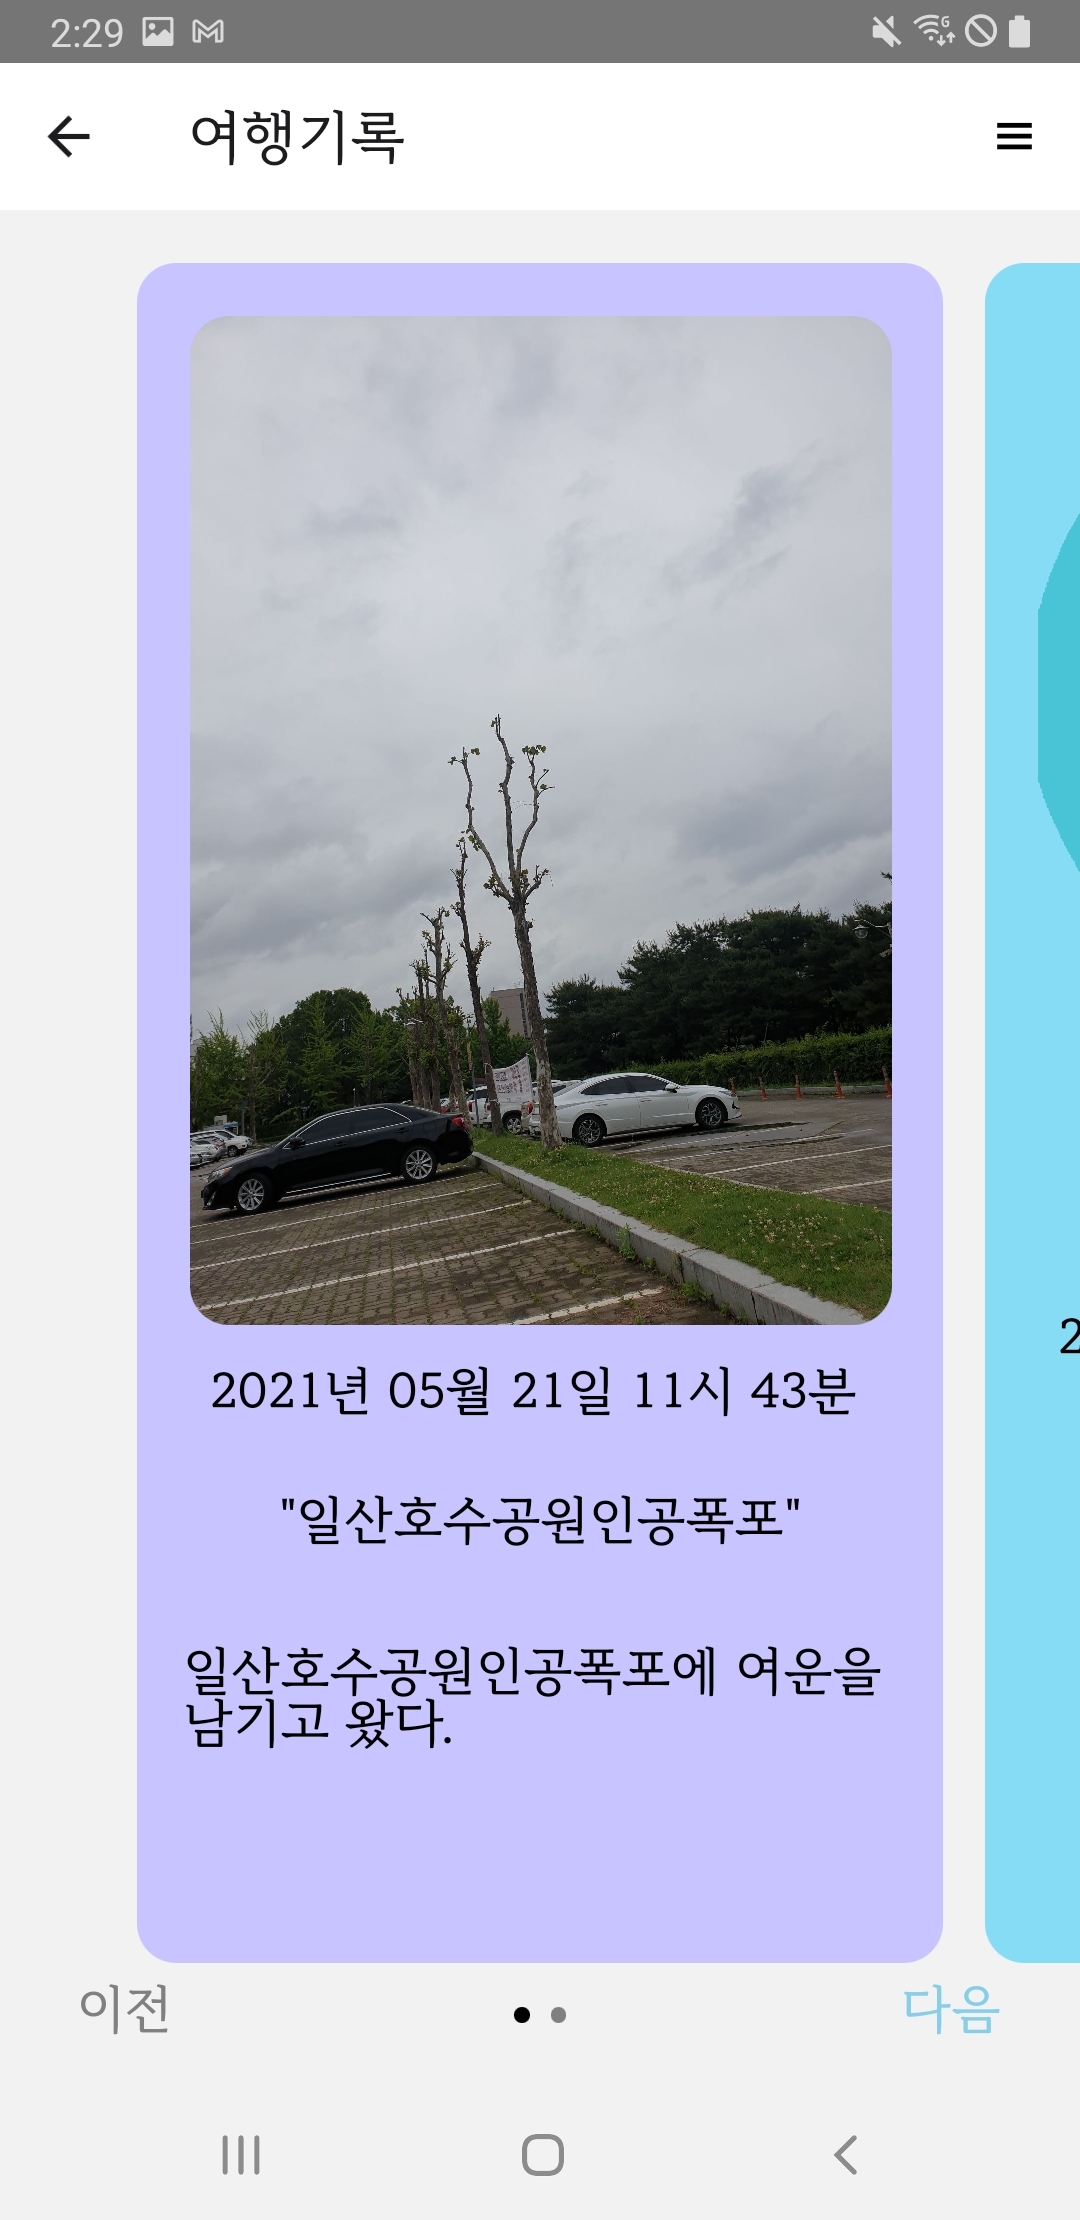 2:29
여행기록
2021년 05월 21일 11시 43분
"일산호수공원인공폭포"
일산호수공원인공폭포에 여운을
남기고 왔다.
2
이전
다음